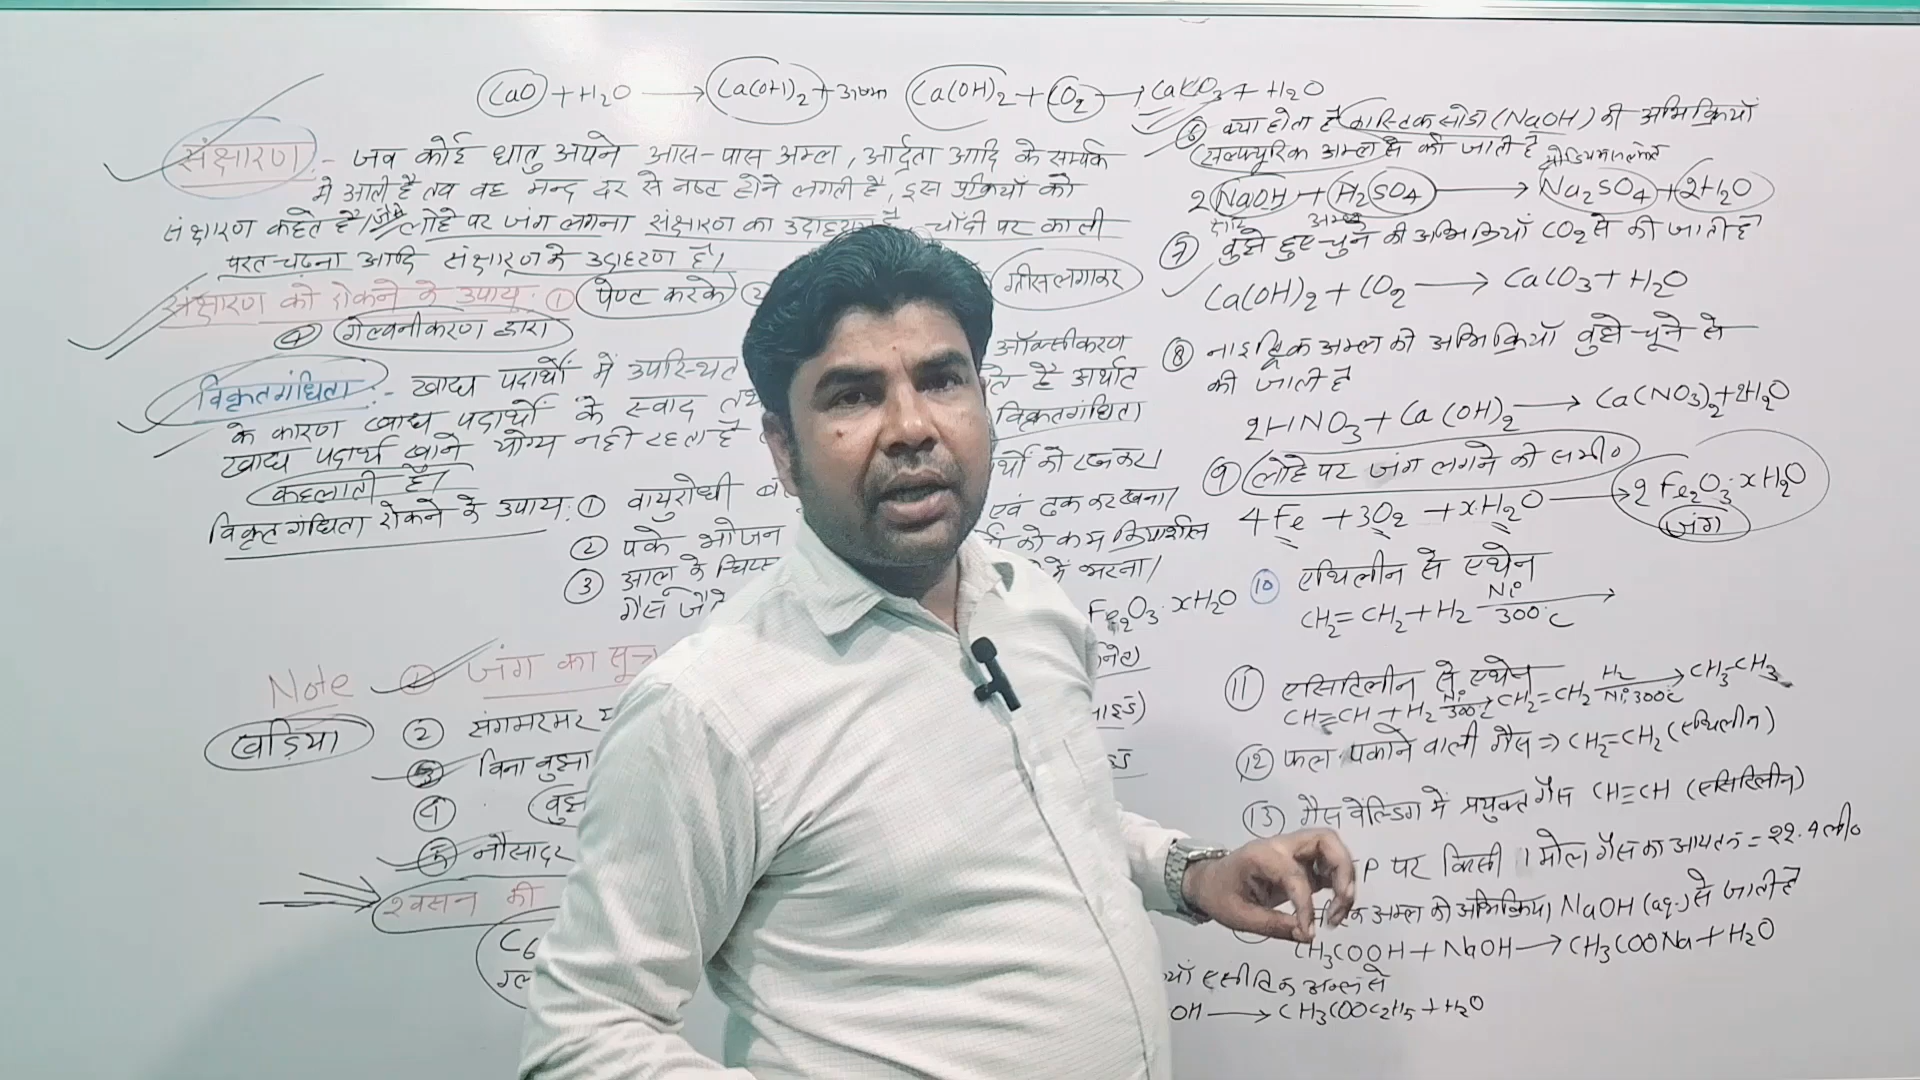 CaO + H₂O → Ca(OH)₂ + ऊष्मा Ca(OH)₂ + CO₂ → CaCO₃ + H₂O
संक्षारण :- जब कोई धातु अपने आस-पास अम्ल, आर्द्रता आदि के सम्पर्क
में आती है तब वह मन्द दर से नष्ट होने लगती है, इस प्रक्रियाँ को
संक्षारण कहते है। जैसे लोहे पर जंग लगना संक्षारण का उदाहरण है चाँदी पर काली
परत चढ़ना आदि संक्षारण के उदाहरण है।
संक्षारण को रोकने के उपाय: ① पेण्ट करके ② ग्रीस लगाकर
④ गेल्वनीकरण द्वारा
विकृतगंधिता :- खाद्य पदार्थों में उपस्थित ऑक्सीकरण
के कारण खाद्य पदार्थों के स्वाद है अर्थात
खाद्य पदार्थ खाने योग्य नहीं रहता है विकृतगंधिता
कहलाती है।
विकृतगंधिता रोकने के उपाय: ① वायुरोधी
② पके भोजन एवं ढक कर रखना।
③ आलू के चिप्स को कम क्रियाशील
गैस जैसे में भरना।
Note ① जंग का सूत्र Fe₂O₃·xH₂O
② संगमरमर
खड़िया
③ बिना बुझा
④ बुझा
⑤ नौसादर
श्वसन की
C₆
⑥ क्या होता है कास्टिक सोडा (NaOH) की अभिक्रियाँ
सल्फ्यूरिक अम्ल से की जाती है
2NaOH + H₂SO₄ → Na₂SO₄ + 2H₂O
⑦ बुझे हुए चूने की अभिक्रियाँ CO₂ से की जाती है
Ca(OH)₂ + CO₂ → CaCO₃ + H₂O
⑧ नाइट्रिक अम्ल की अभिक्रियाँ बुझे चूने से
की जाती है
2HNO₃ + Ca(OH)₂ → Ca(NO₃)₂ + 2H₂O
⑨ लोहे पर जंग लगने की समी०
4Fe + 3O₂ + xH₂O → 2Fe₂O₃·xH₂O
जंग
⑩ एथिलीन से एथेन
CH₂=CH₂ + H₂ Ni 300°C →
⑪ एसिटिलीन से एथेन
CH≡CH + H₂ Ni 300°C → CH₂=CH₂ H₂ Ni, 300°C → CH₃-CH₃
⑫ फल पकाने वाली गैस ⇒ CH₂=CH₂ (एथिलीन)
⑬ गैस वेल्डिंग में प्रयुक्त गैस CH≡CH (एसिटिलीन)
P पर किसी 1 मोल गैस का आयतन = 22.4 ली०
अम्ल की अभिक्रिया NaOH (aq.) से जाती है
CH₃COOH + NaOH → CH₃COONa + H₂O
एसीटिक अम्ल से
OH → CH₃COOC₂H₅ + H₂O